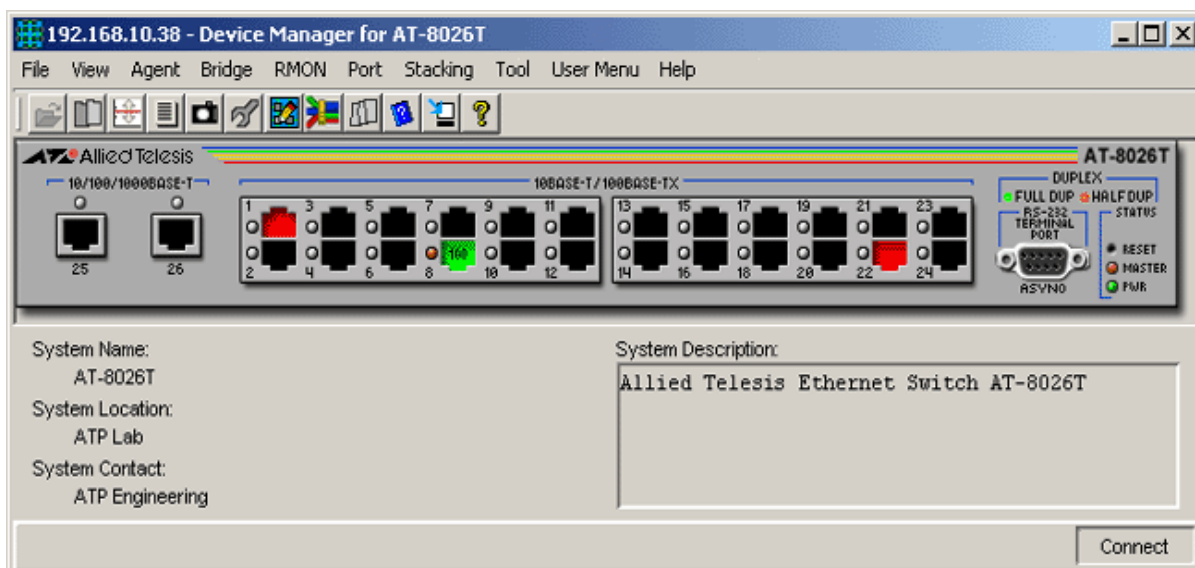 192.168.10.38 - Device Manager for AT-8026T
File View Agent Bridge RMON Port Stacking Tool User Menu Help
Allied Telesis
AT-8026T
10/100/1000BASE-T
10BASE-T/100BASE-TX
DUPLEX
FULL DUP HALF DUP
RS-232 TERMINAL PORT
STATUS
1 3 5 7 9 11 13 15 17 19 21 23
100
RESET
MASTER
PWR
25 26
2 4 6 8 10 12 14 16 18 20 22 24
System Name:
AT-8026T
System Location:
ATP Lab
System Contact:
ATP Engineering
System Description:
Allied Telesis Ethernet Switch AT-8026T
Connect